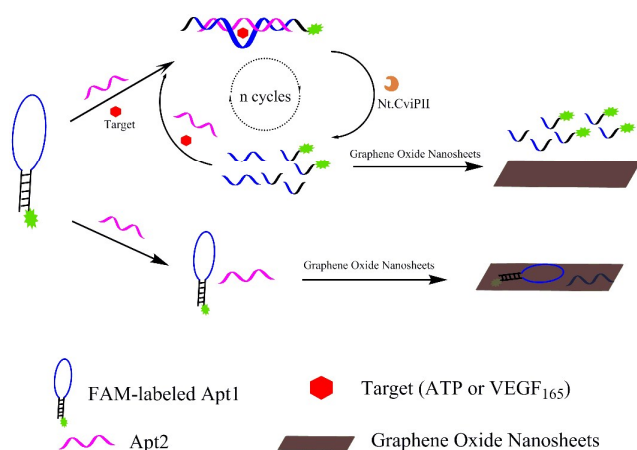 Target
n cycles
Nt.CviPII
Graphene Oxide Nanosheets
Graphene Oxide Nanosheets
FAM-labeled Apt1
Target (ATP or VEGF₁₆₅)
Apt2
Graphene Oxide Nanosheets